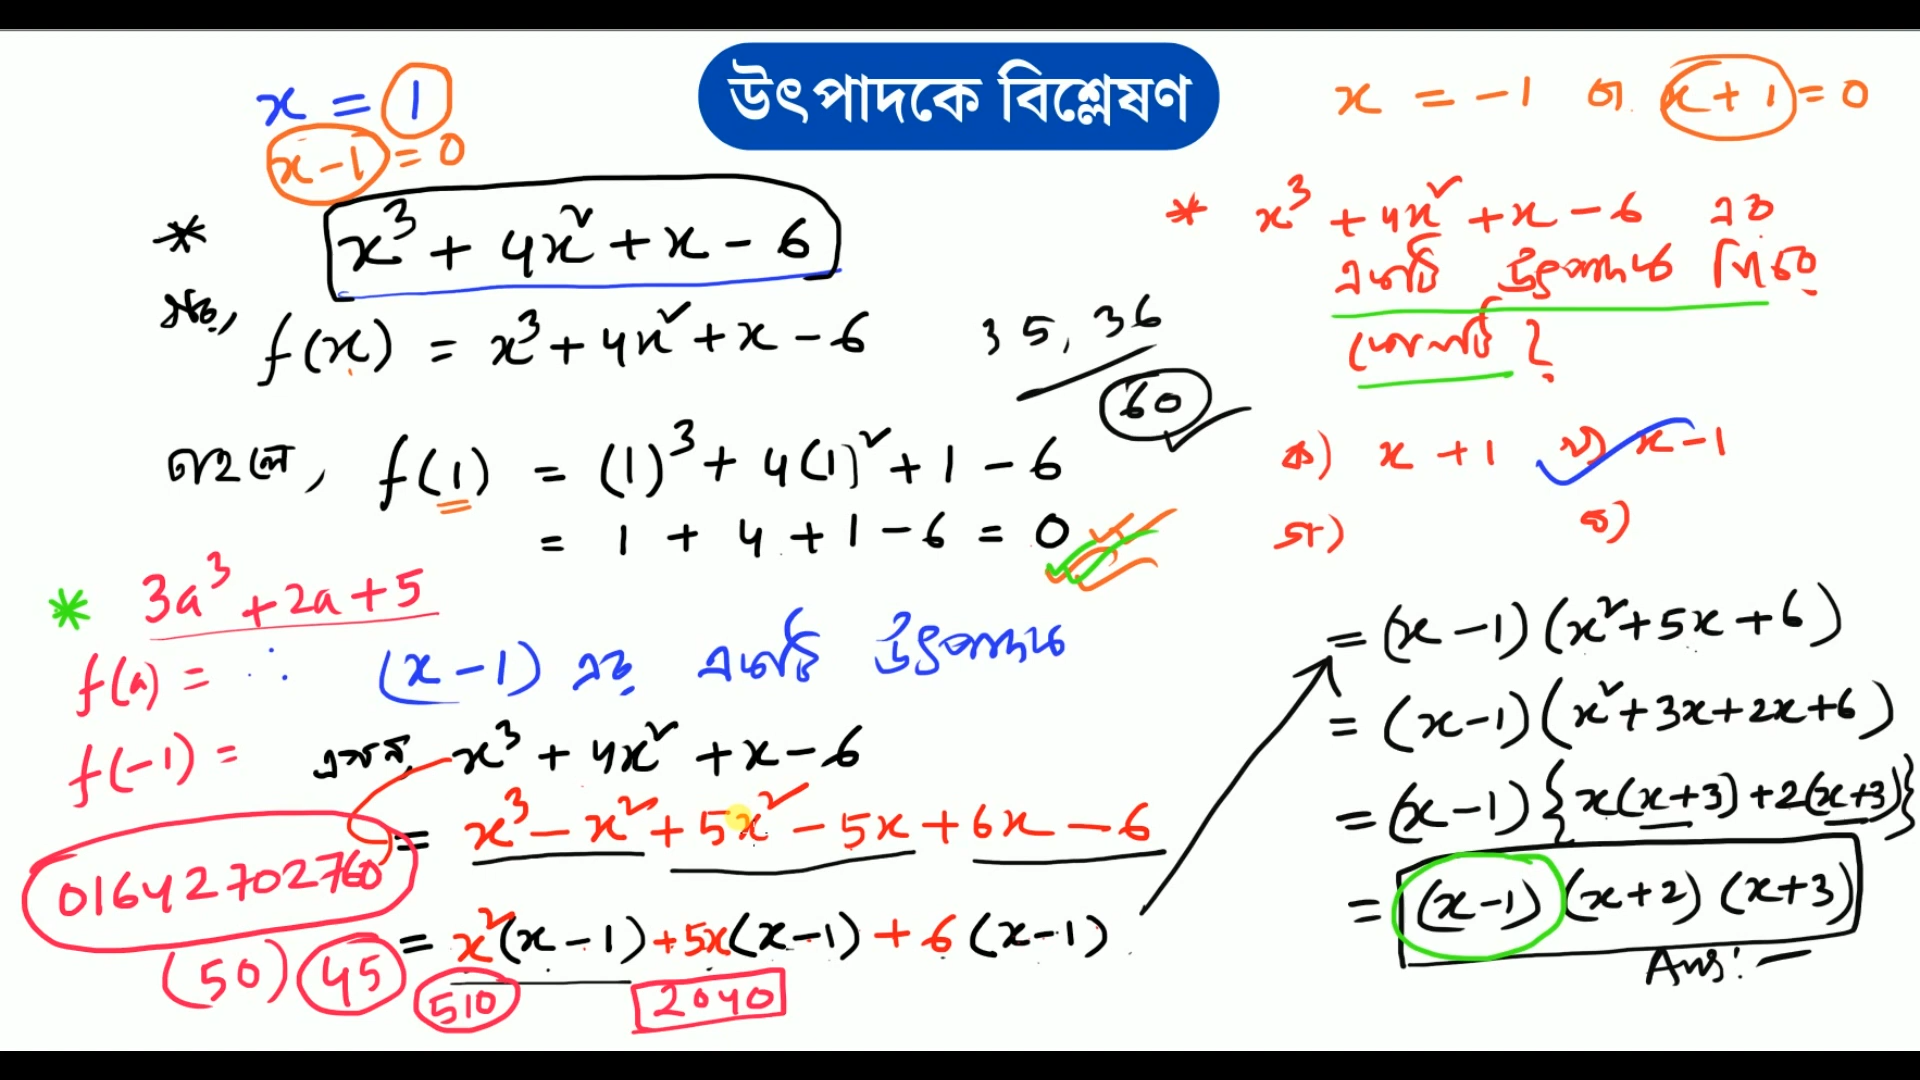 উৎপাদকে বিশ্লেষণ
x = 1
x - 1 = 0
x = -1 বা x + 1 = 0
* x³ + 4x² + x - 6
ধরি, f(x) = x³ + 4x² + x - 6
35, 36
60
তাহলে, f(1) = (1)³ + 4(1)² + 1 - 6
= 1 + 4 + 1 - 6 = 0
* x³ + 4x² + x - 6 এর
একটি উৎপাদক নিচের
কোনটি ?
ক) x + 1 খ) x - 1
গ) ঘ)
* 3a³ + 2a + 5
f(a) =
f(-1) =
∴ (x - 1) এর একটি উৎপাদক
এখন, x³ + 4x² + x - 6
= x³ - x² + 5x² - 5x + 6x - 6
= x²(x - 1) + 5x(x - 1) + 6(x - 1)
01642702760
(50) 45 510 2040
= (x - 1)(x² + 5x + 6)
= (x - 1)(x² + 3x + 2x + 6)
= (x - 1){x(x + 3) + 2(x + 3)}
= (x - 1)(x + 2)(x + 3)
Ans: